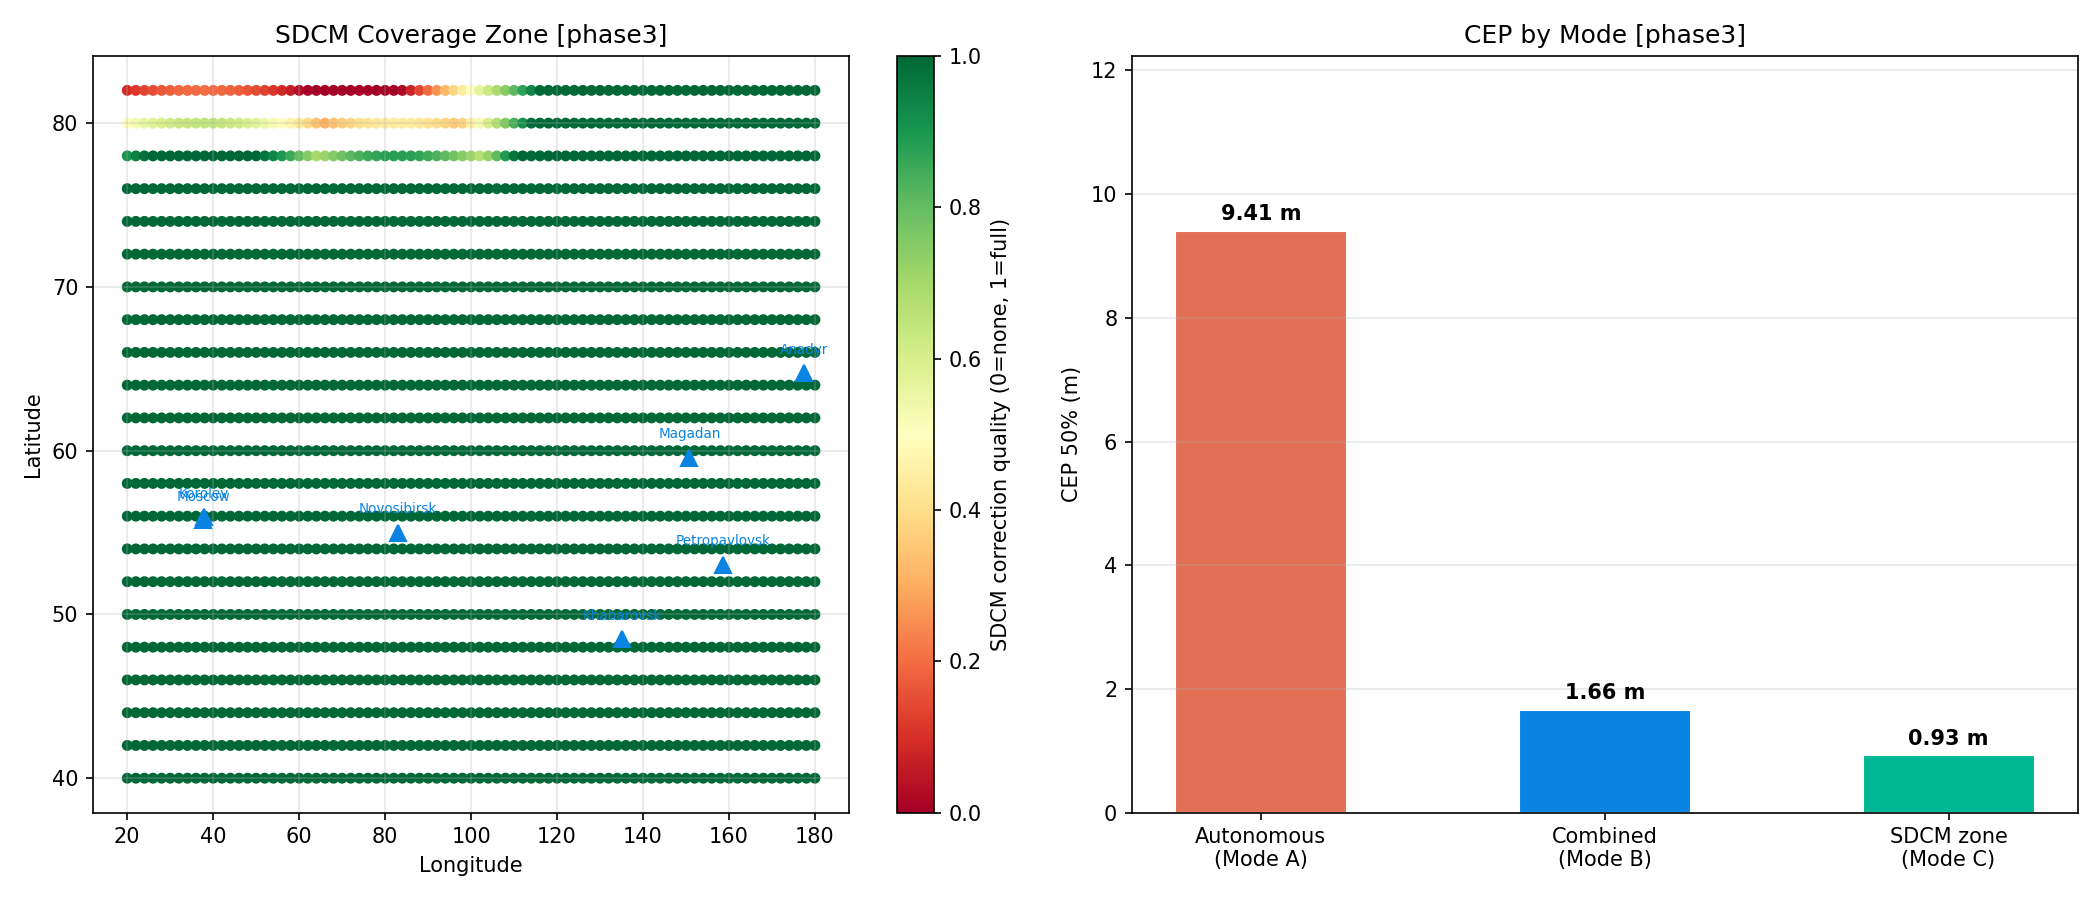 SDCM Coverage Zone [phase3]
Latitude
80
70
60
50
40
20 40 60 80 100 120 140 160 180
Longitude
Anadyr
Magadan
Korolev
Moscow
Novosibirsk
Petropavlovsk
Khabarovsk
1.0
0.8
0.6
0.4
0.2
0.0
SDCM correction quality (0=none, 1=full)
CEP by Mode [phase3]
CEP 50% (m)
12
10
8
6
4
2
0
9.41 m
1.66 m
0.93 m
Autonomous
(Mode A)
Combined
(Mode B)
SDCM zone
(Mode C)